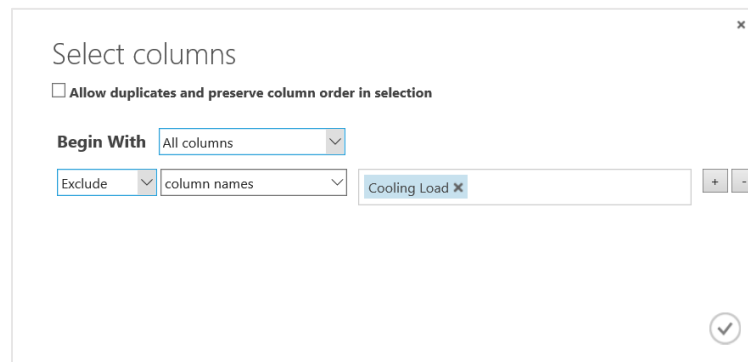 Select columns
Allow duplicates and preserve column order in selection
Begin With All columns
Exclude column names Cooling Load